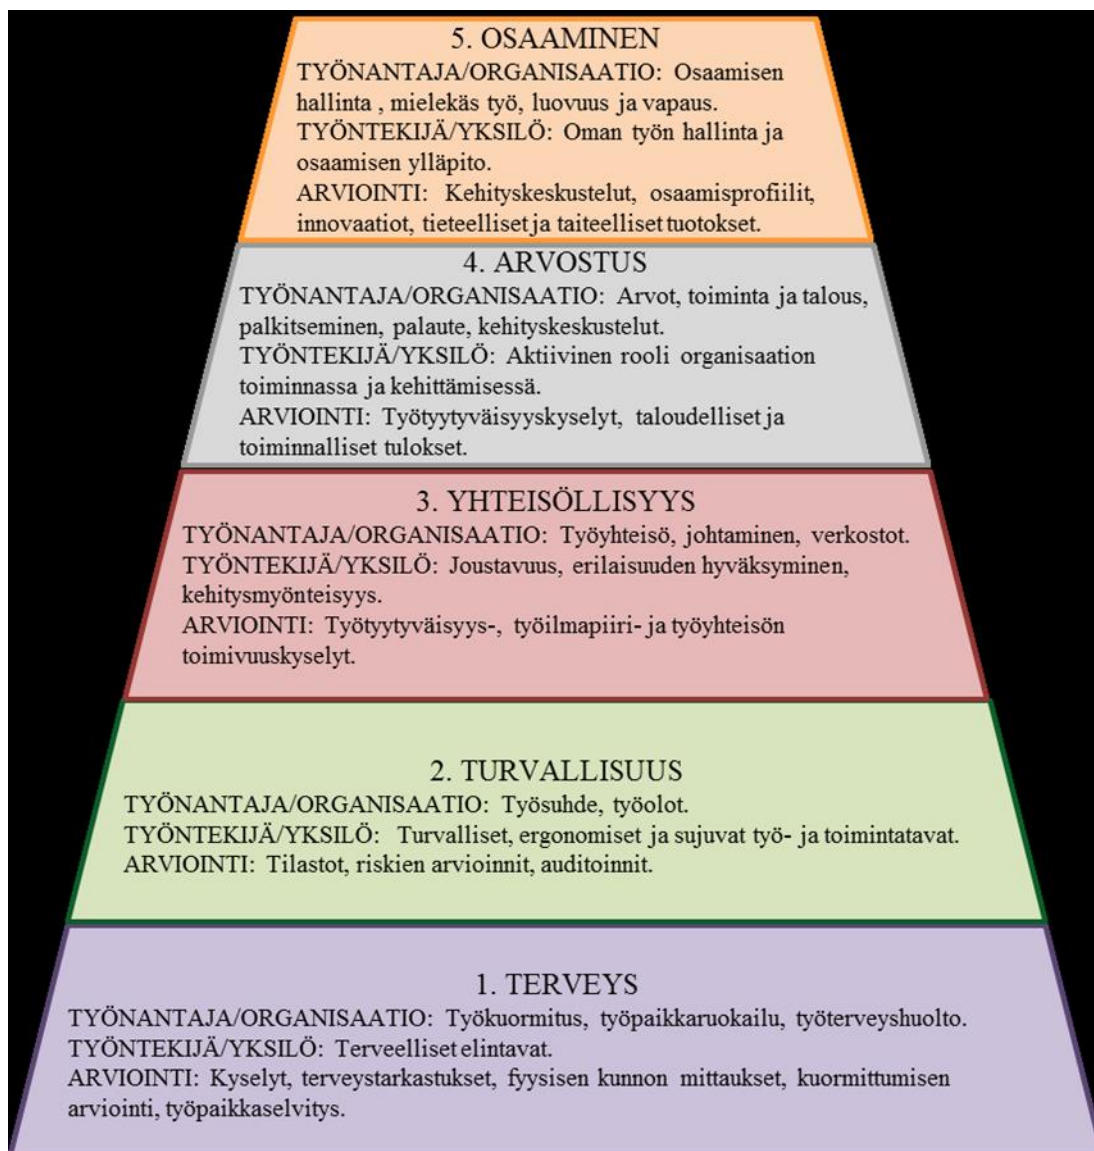 5. OSAAMINEN
TYÖNANTAJA/ORGANISAATIO: Osaamisen
hallinta , mielekäs työ, luovuus ja vapaus.
TYÖNTEKIJÄ/YKSILÖ: Oman työn hallinta ja
osaamisen ylläpito.
ARVIOINTI: Kehityskeskustelut, osaamisprofiilit,
innovaatiot, tieteelliset ja taiteelliset tuotokset.
4. ARVOSTUS
TYÖNANTAJA/ORGANISAATIO: Arvot, toiminta ja talous,
palkitseminen, palaute, kehityskeskustelut.
TYÖNTEKIJÄ/YKSILÖ: Aktiivinen rooli organisaation
toiminnassa ja kehittämisessä.
ARVIOINTI: Työtyytyväisyyskyselyt, taloudelliset ja
toiminnalliset tulokset.
3. YHTEISÖLLISYYS
TYÖNANTAJA/ORGANISAATIO: Työyhteisö, johtaminen, verkostot.
TYÖNTEKIJÄ/YKSILÖ: Joustavuus, erilaisuuden hyväksyminen,
kehitysmyönteisyys.
ARVIOINTI: Työtyytyväisyys-, työilmapiiri- ja työyhteisön
toimivuuskyselyt.
2. TURVALLISUUS
TYÖNANTAJA/ORGANISAATIO: Työsuhde, työolot.
TYÖNTEKIJÄ/YKSILÖ: Turvalliset, ergonomiset ja sujuvat työ- ja toimintatavat.
ARVIOINTI: Tilastot, riskien arvioinnit, auditoinnit.
1. TERVEYS
TYÖNANTAJA/ORGANISAATIO: Työkuormitus, työpaikkaruokailu, työterveyshuolto.
TYÖNTEKIJÄ/YKSILÖ: Terveelliset elintavat.
ARVIOINTI: Kyselyt, terveystarkastukset, fyysisen kunnon mittaukset, kuormittumisen
arviointi, työpaikkaselvitys.